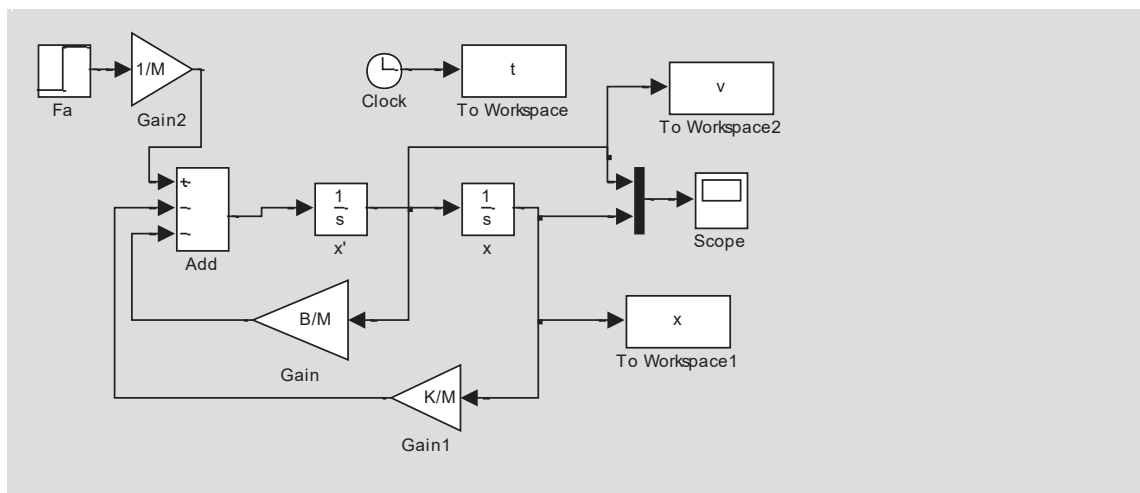 1/M
Fa
Gain2
Clock
t
To Workspace
v
To Workspace2
+
−
−
Add
1
s
x'
1
s
x
Scope
B/M
Gain
x
To Workspace1
K/M
Gain1